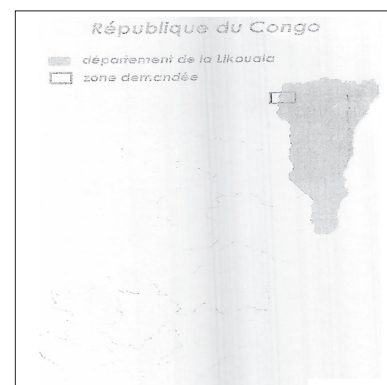 République du Congo
département de la Likouala
zone demandée